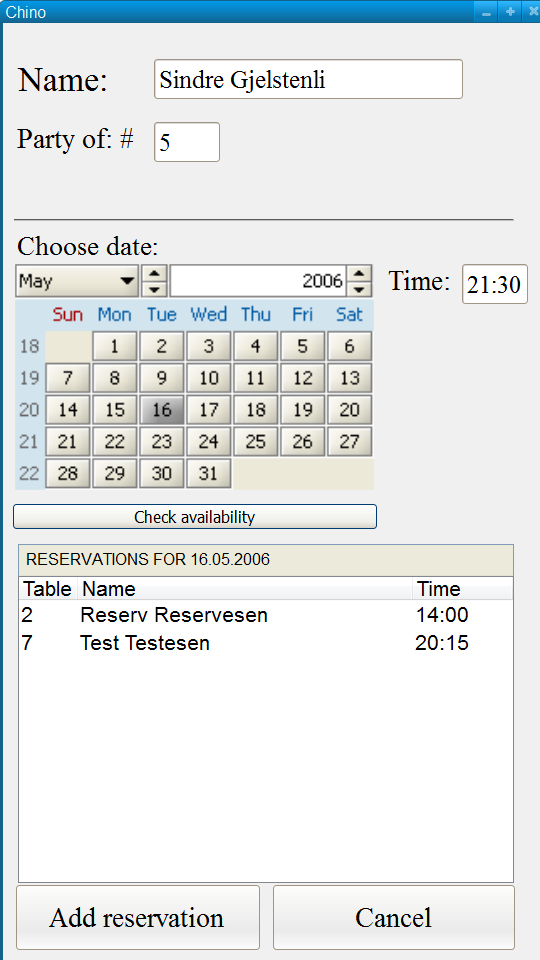 Chino
Name: Sindre Gjelstenli
Party of: # 5
Choose date:
May 2006 Time: 21:30
Sun Mon Tue Wed Thu Fri Sat
18 1 2 3 4 5 6
19 7 8 9 10 11 12 13
20 14 15 16 17 18 19 20
21 21 22 23 24 25 26 27
22 28 29 30 31
Check availability
RESERVATIONS FOR 16.05.2006
Table Name Time
2 Reserv Reservesen 14:00
7 Test Testesen 20:15
Add reservation Cancel